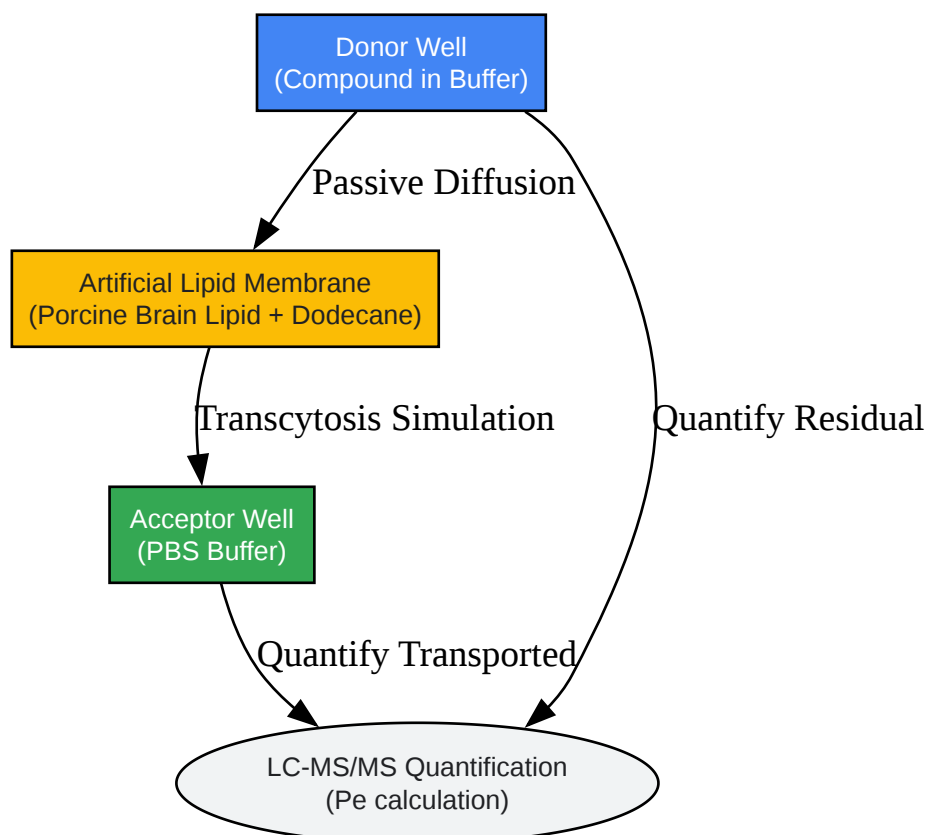 Donor Well
(Compound in Buffer)
Passive Diffusion
Artificial Lipid Membrane
(Porcine Brain Lipid + Dodecane)
Transcytosis Simulation
Quantify Residual
Acceptor Well
(PBS Buffer)
Quantify Transported
LC-MS/MS Quantification
(Pe calculation)